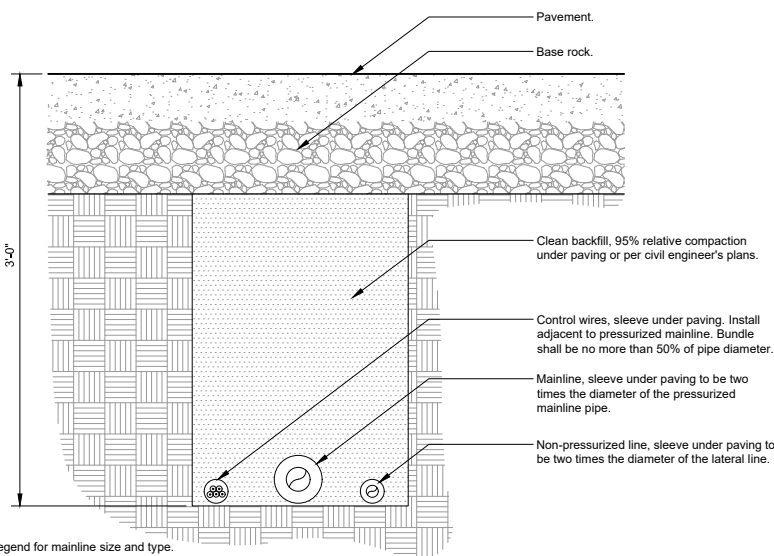 Pavement.
Base rock.
3'-0"
Clean backfill, 95% relative compaction
under paving or per civil engineer's plans.
Control wires, sleeve under paving. Install
adjacent to pressurized mainline. Bundle
shall be no more than 50% of pipe diameter.
Mainline, sleeve under paving to be two
times the diameter of the pressurized
mainline pipe.
Non-pressurized line, sleeve under paving to
be two times the diameter of the lateral line.
egend for mainline size and type.